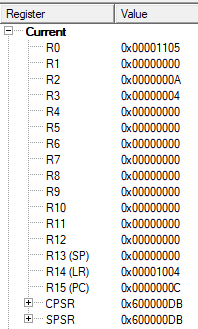 Register Value
Current
R0 0x00001105
R1 0x00000000
R2 0x0000000A
R3 0x00000004
R4 0x00000000
R5 0x00000000
R6 0x00000000
R7 0x00000000
R8 0x00000000
R9 0x00000000
R10 0x00000000
R11 0x00000000
R12 0x00000000
R13 (SP) 0x00000000
R14 (LR) 0x00001004
R15 (PC) 0x0000000C
CPSR 0x600000DB
SPSR 0x600000DB